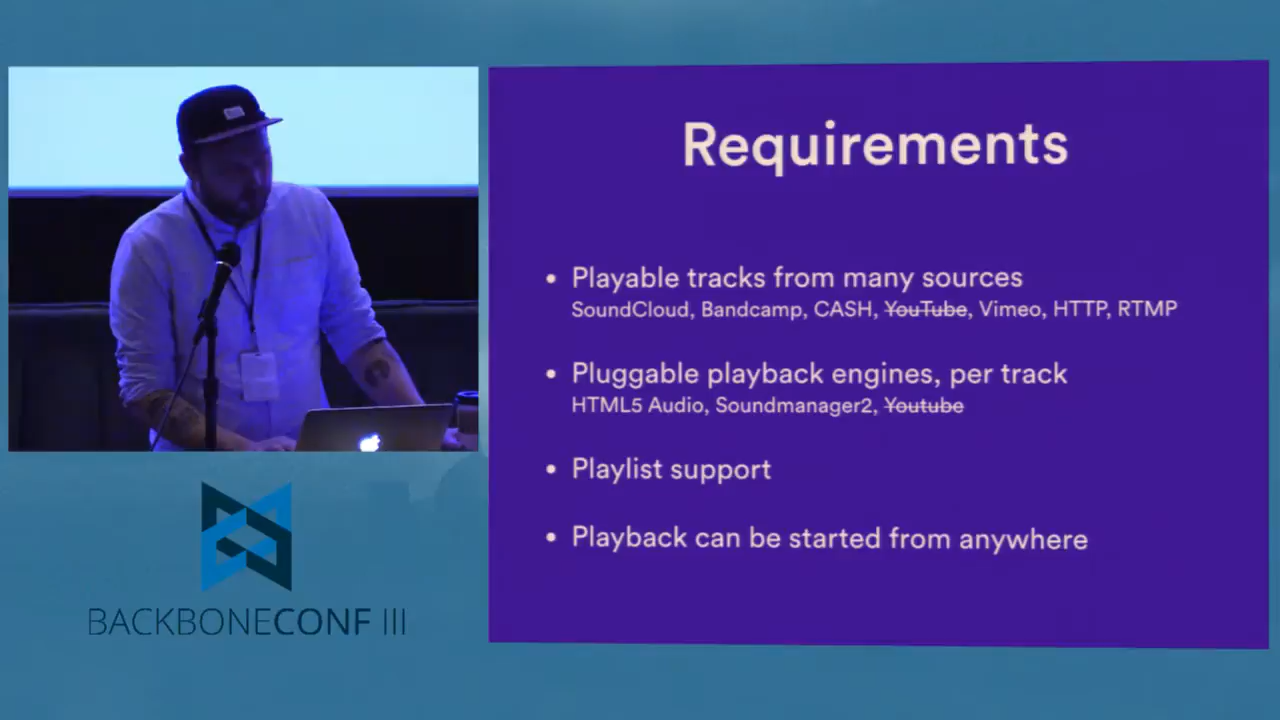 Requirements
• Playable tracks from many sources
SoundCloud, Bandcamp, CASH, YouTube, Vimeo, HTTP, RTMP
• Pluggable playback engines, per track
HTML5 Audio, Soundmanager2, Youtube
• Playlist support
• Playback can be started from anywhere
BACKBONECONF III